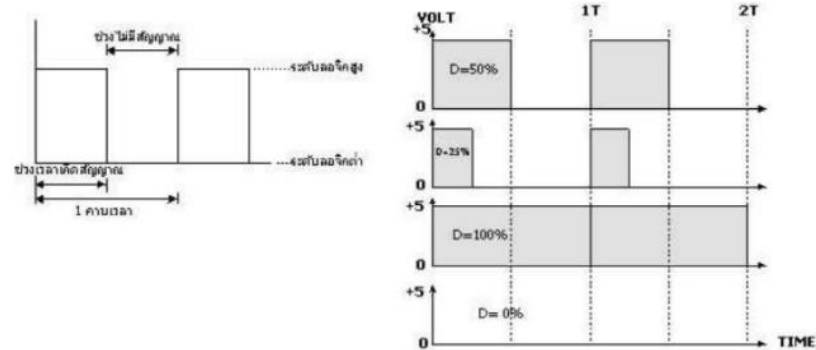 ช่วงไม่มีสัญญาณ
ระดับลอจิกสูง
ระดับลอจิกต่ำ
ช่วงเวลาเกิดสัญญาณ
1 คาบเวลา
VOLT
1T
2T
+5
D=50%
0
+5
D=25%
0
+5
D=100%
0
+5
D= 0%
0
TIME